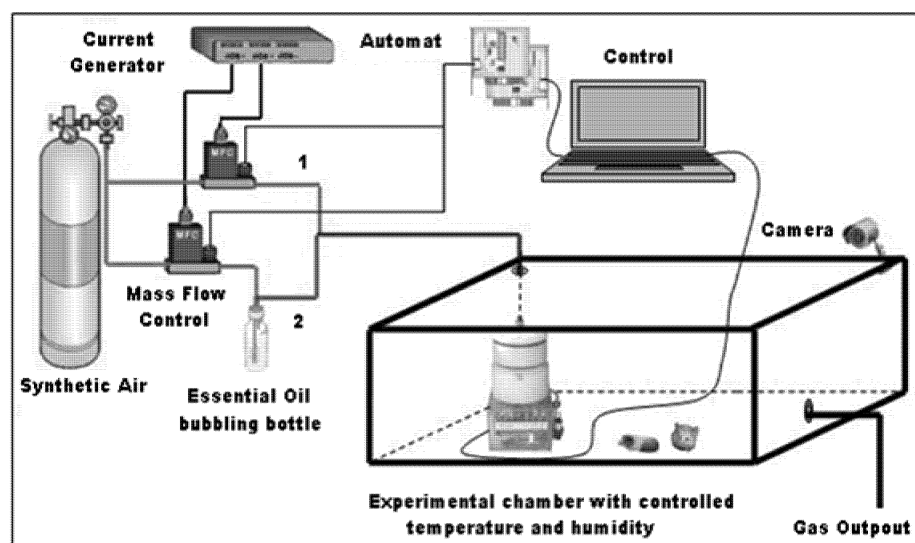 Current
Generator
Automat
Control
1
MFC
MFC
Camera
Mass Flow
Control
2
Synthetic Air
Essential Oil
bubbling bottle
Experimental chamber with controlled
temperature and humidity
Gas Outpout